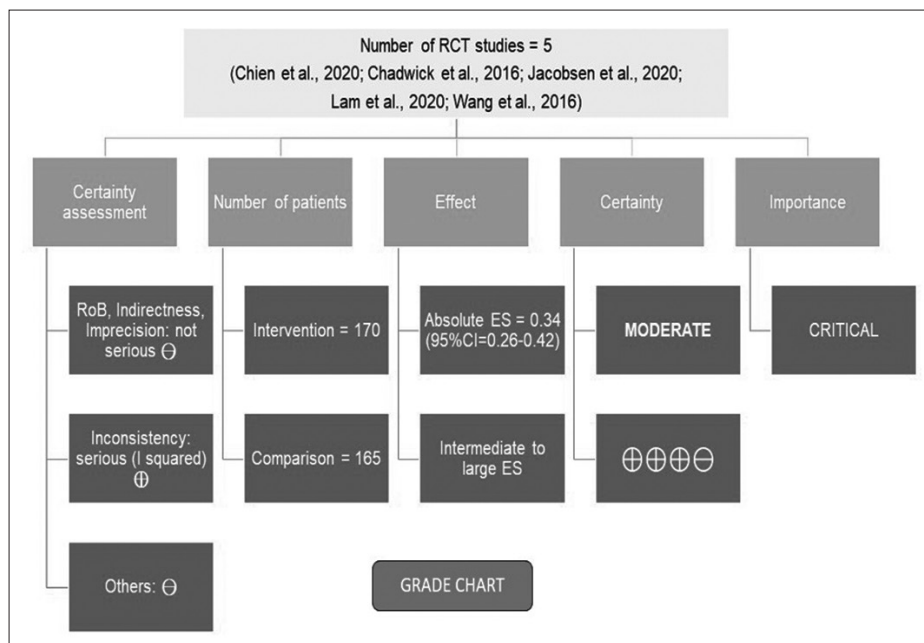 Number of RCT studies = 5
(Chien et al., 2020; Chadwick et al., 2016; Jacobsen et al., 2020;
Lam et al., 2020; Wang et al., 2016)
Certainty
assessment
Number of patients
Effect
Certainty
Importance
RoB, Indirectness,
Imprecision: not
serious ⊖
Intervention = 170
Absolute ES = 0.34
(95%CI=0.26-0.42)
MODERATE
CRITICAL
Inconsistency:
serious (I squared)
⊕
Comparison = 165
Intermediate to
large ES
⊕⊕⊕⊖
Others: ⊖
GRADE CHART